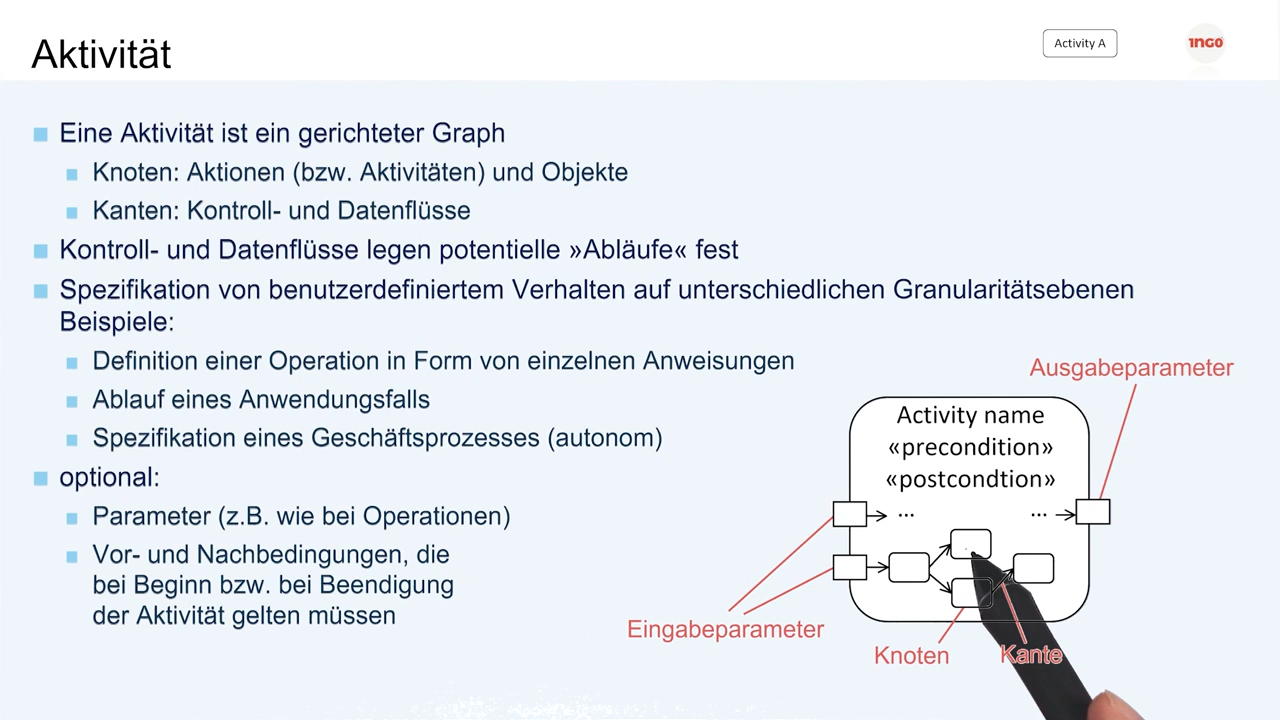 Aktivität
Activity A
1NGO
Eine Aktivität ist ein gerichteter Graph
Knoten: Aktionen (bzw. Aktivitäten) und Objekte
Kanten: Kontroll- und Datenflüsse
Kontroll- und Datenflüsse legen potentielle »Abläufe« fest
Spezifikation von benutzerdefiniertem Verhalten auf unterschiedlichen Granularitätsebenen
Beispiele:
Definition einer Operation in Form von einzelnen Anweisungen
Ablauf eines Anwendungsfalls
Spezifikation eines Geschäftsprozesses (autonom)
optional:
Parameter (z.B. wie bei Operationen)
Vor- und Nachbedingungen, die
bei Beginn bzw. bei Beendigung
der Aktivität gelten müssen
Ausgabeparameter
Activity name
«precondition»
«postcondtion»
... ...
Eingabeparameter
Knoten
Kante